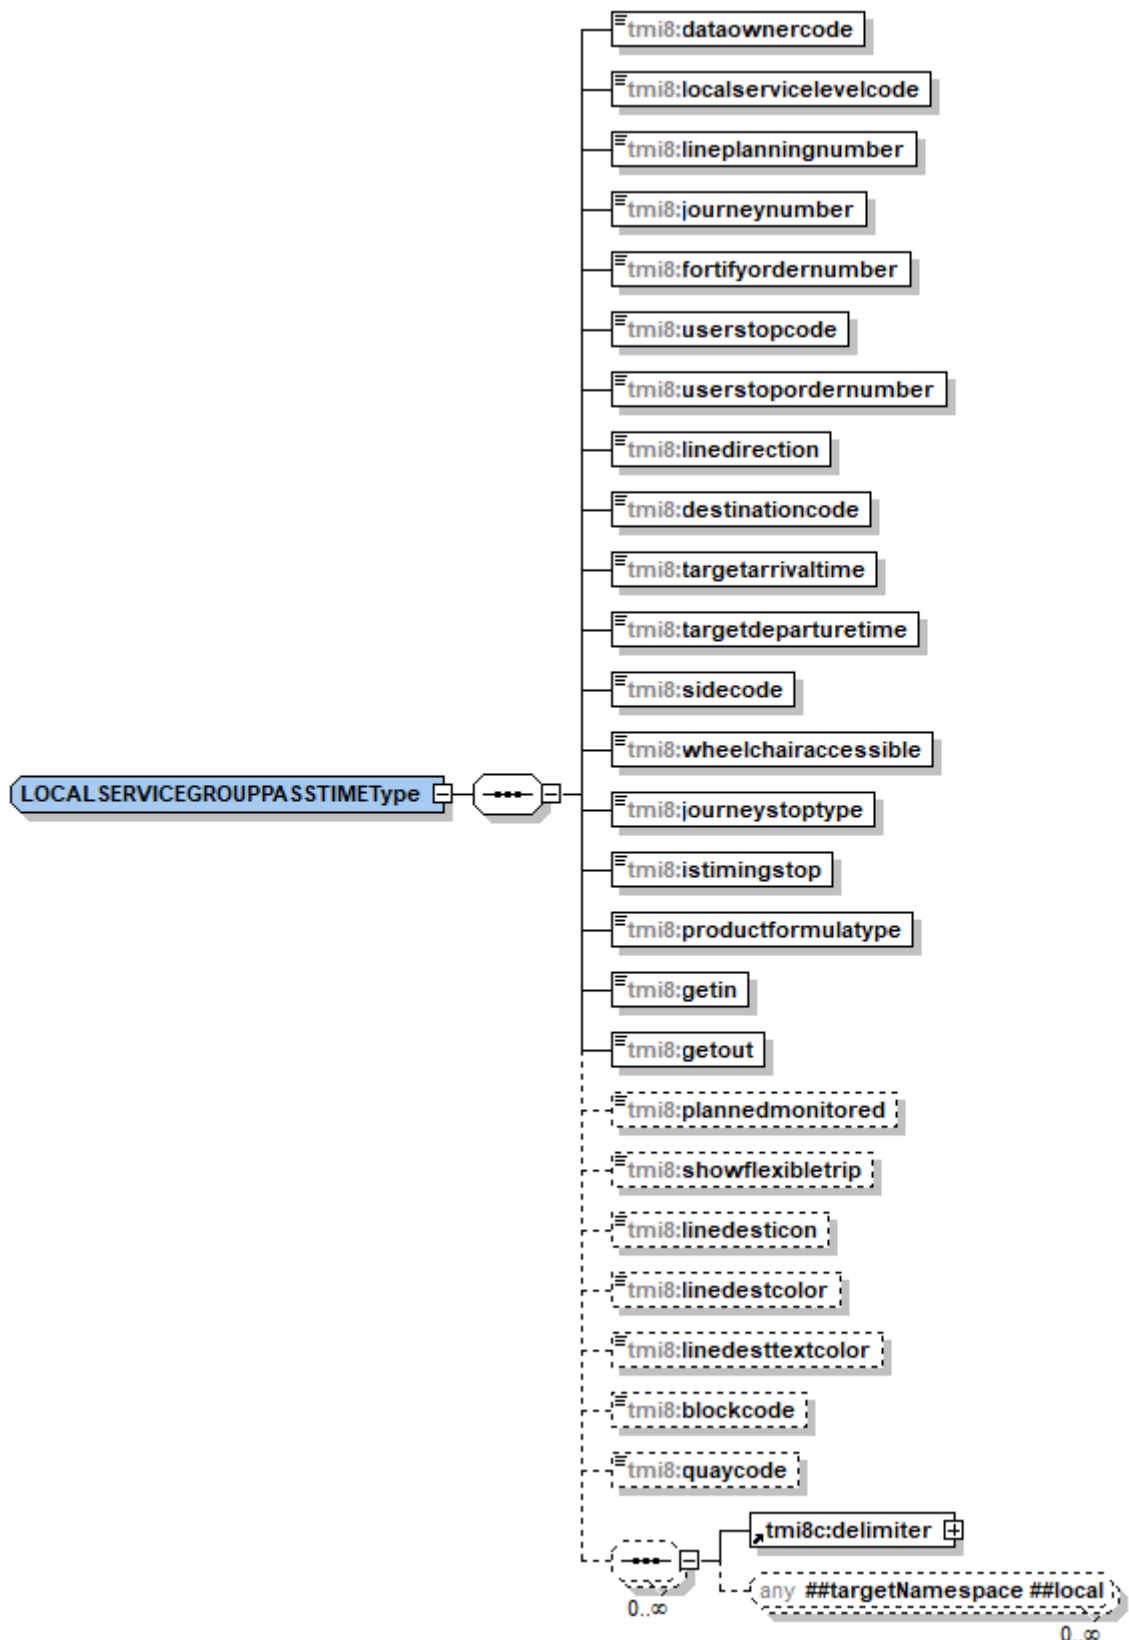 tmi8:dataownercode
tmi8:localservicelevelcode
tmi8:lineplanningnumber
tmi8:journeynumber
tmi8:fortifyordernumber
tmi8:userstopcode
tmi8:userstopordernumber
tmi8:linedirection
tmi8:destinationcode
tmi8:targetarrivaltime
tmi8:targetdeparturetime
tmi8:sidecode
tmi8:wheelchairaccessible
LOCALSERVICEGROUPPASSTIMEType
tmi8:journeystoptype
tmi8:istimingstop
tmi8:productformulatype
tmi8:getin
tmi8:getout
tmi8:plannedmonitored
tmi8:showflexibletrip
tmi8:linedesticon
tmi8:linedestcolor
tmi8:linedesttextcolor
tmi8:blockcode
tmi8:quaycode
tmi8c:delimiter
any ##targetNamespace ##local
0..∞
0..∞